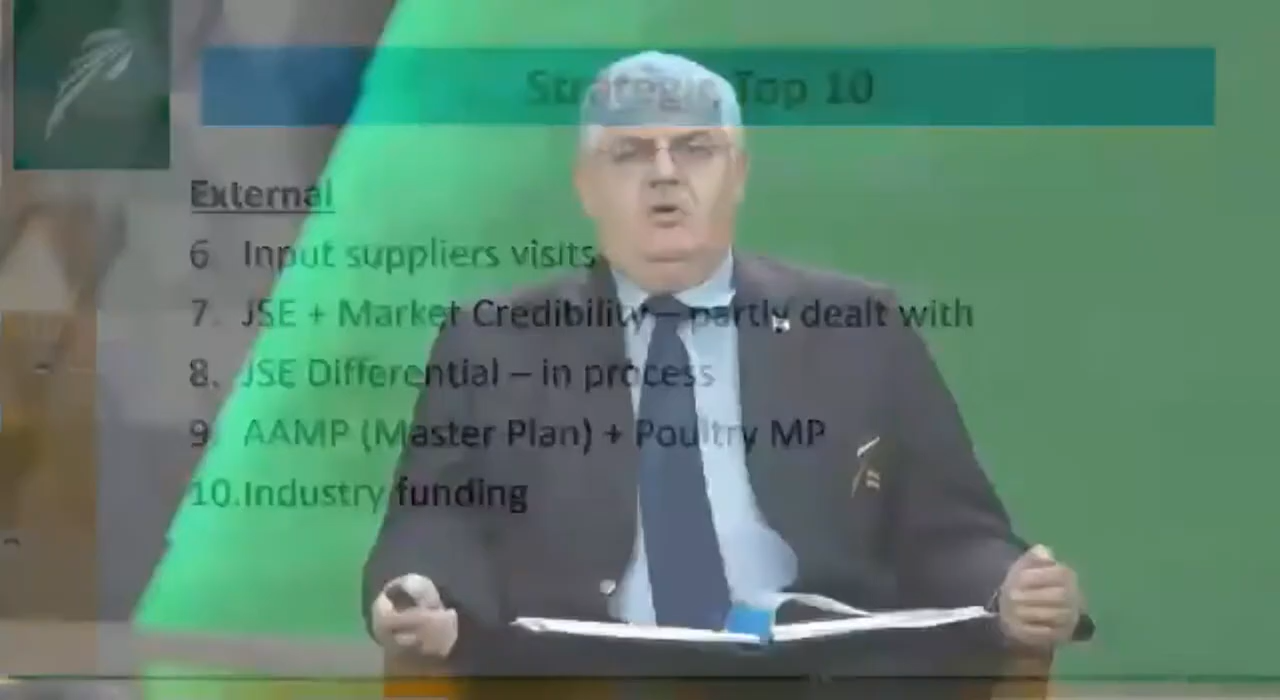 Strategic Top 10
External
6. Input suppliers visits
7. JSE + Market Credibility – partly dealt with
8. JSE Differential – in process
9. AAMP (Master Plan) + Poultry MP
10.Industry funding